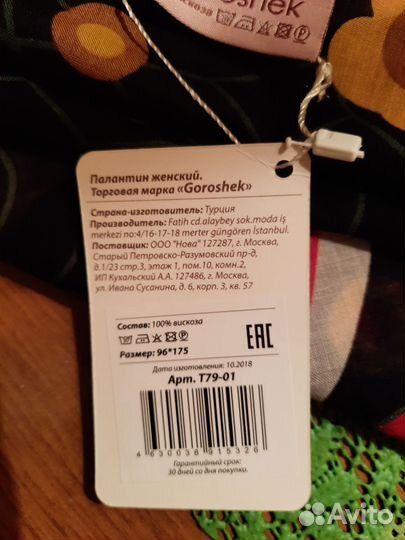 oshek
вискоза
Палантин женский.
Торговая марка «Goroshek»
Страна-изготовитель: Турция
Производитель: Fatih cd.alaybey sok.moda iş
merkezi no:4/16-17-18 merter güngören İstanbul.
Поставщик: ООО "Нова" 127287, г. Москва,
Старый Петровско-Разумовский пр-д,
д.1/23 стр.3, этаж 1, пом.10, комн.2,
ИП Кухальский А.А. 127486, г. Москва,
ул. Ивана Сусанина, д. 6, корп. 3, кв. 57
Состав: 100% вискоза
EAC
Размер: 96*175
Дата изготовления: 10.2018
Арт. T79-01
4630038915326
Гарантийный срок:
30 дней со дня покупки.
Avito